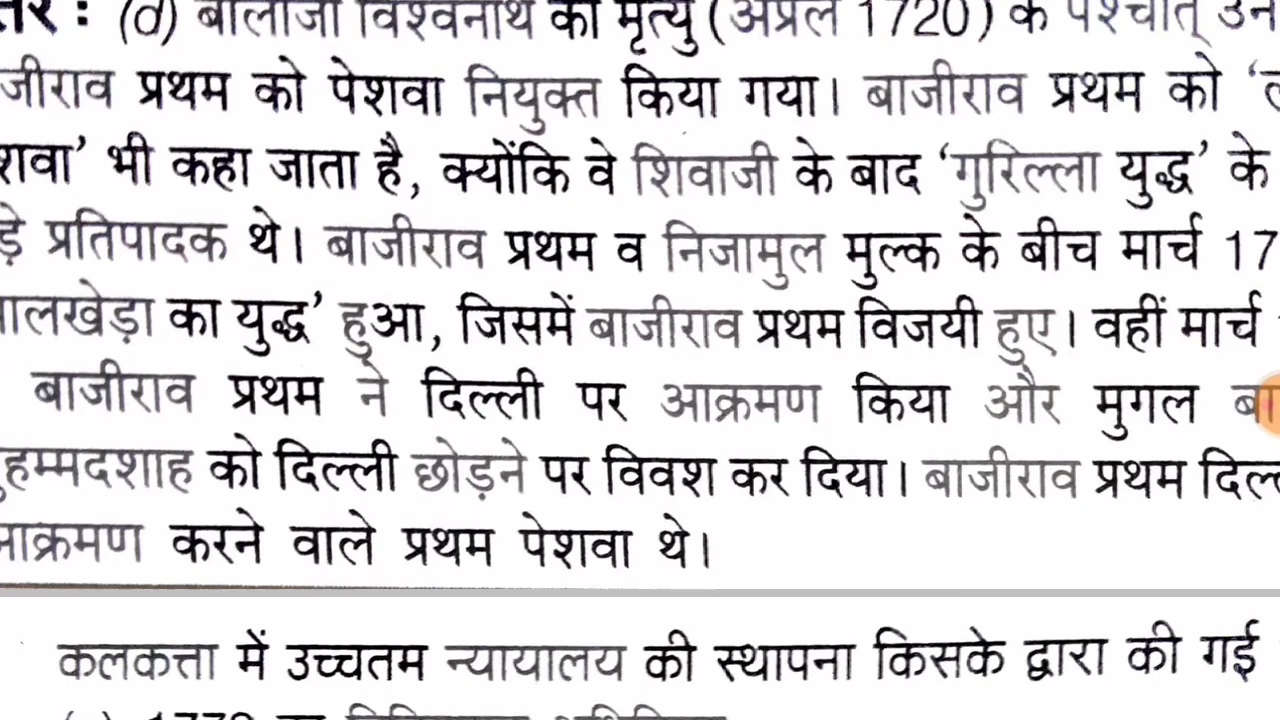 (d) बालाजी विश्वनाथ की मृत्यु (अप्रैल 1720) के पश्चात्
जीराव प्रथम को पेशवा नियुक्त किया गया। बाजीराव प्रथम को
शवा’ भी कहा जाता है, क्योंकि वे शिवाजी के बाद ‘गुरिल्ला युद्ध’ के
ड़े प्रतिपादक थे। बाजीराव प्रथम व निजामुल मुल्क के बीच मार्च 17
ालखेड़ा का युद्ध’ हुआ, जिसमें बाजीराव प्रथम विजयी हुए। वहीं मार्च
बाजीराव प्रथम ने दिल्ली पर आक्रमण किया और मुगल
हम्मदशाह को दिल्ली छोड़ने पर विवश कर दिया। बाजीराव प्रथम
आक्रमण करने वाले प्रथम पेशवा थे।
कलकत्ता में उच्चतम न्यायालय की स्थापना किसके द्वारा की गई